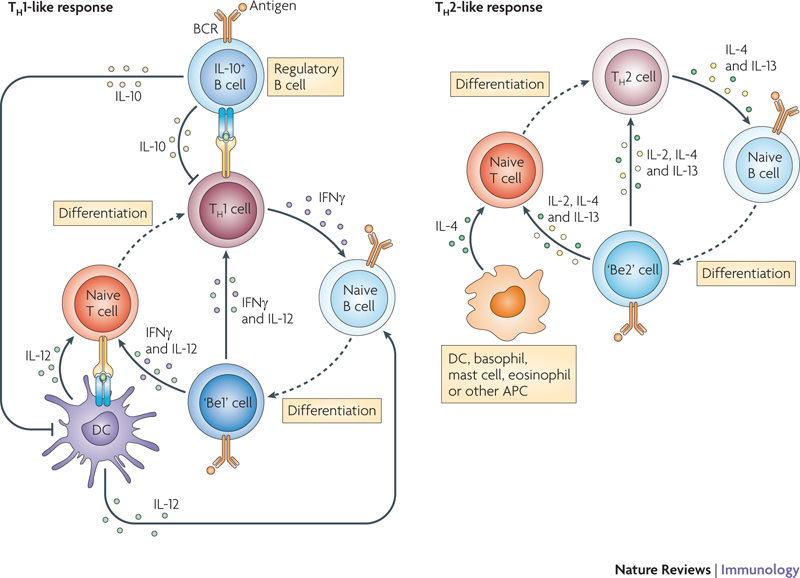 T_H1-like response
Antigen
BCR
IL-10⁺
B cell
Regulatory
B cell
IL-10
IL-10
T_H1 cell
IFNγ
Differentiation
Naive
T cell
IFNγ
and IL-12
Naive
B cell
IFNγ
and IL-12
IL-12
'Be1' cell
Differentiation
DC
IL-12
T_H2-like response
IL-4
and IL-13
T_H2 cell
Differentiation
Naive
T cell
IL-2, IL-4
and IL-13
Naive
B cell
IL-2, IL-4
and IL-13
IL-4
'Be2' cell
Differentiation
DC, basophil,
mast cell, eosinophil
or other APC
Nature Reviews | Immunology